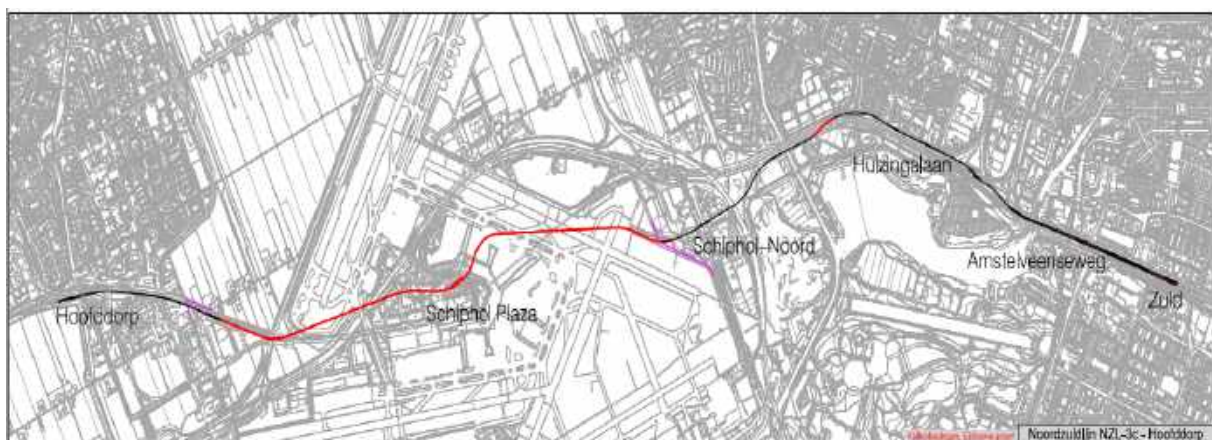 Huizingalaan
Schiphol-Noord
Amstelveenseweg
Zuid
Hoofddorp
Schiphol Plaza
Noordzuidlijn NZL-3c - Hoofddorp